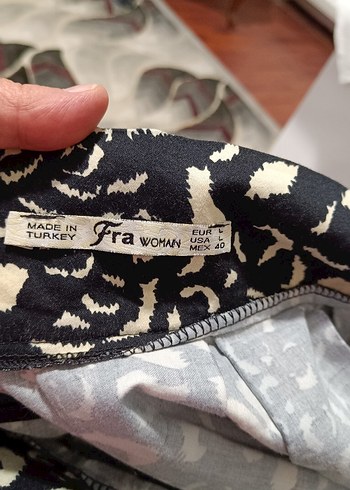 MADE IN
TURKEY
Fra WOMAN
EUR L
USA L
MEX 40